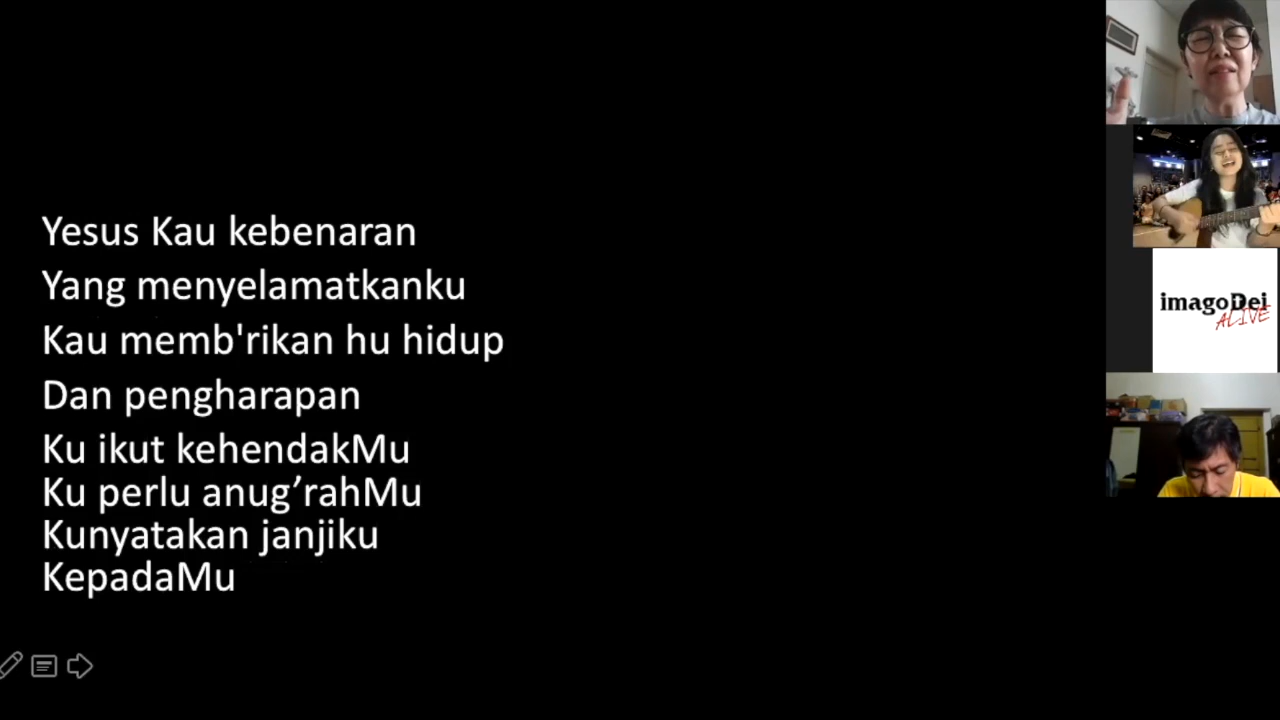 Yesus Kau kebenaran
Yang menyelamatkanku
Kau memb'rikan hu hidup
Dan pengharapan
Ku ikut kehendakMu
Ku perlu anug’rahMu
Kunyatakan janjiku
KepadaMu
imagoDei
ALIVE